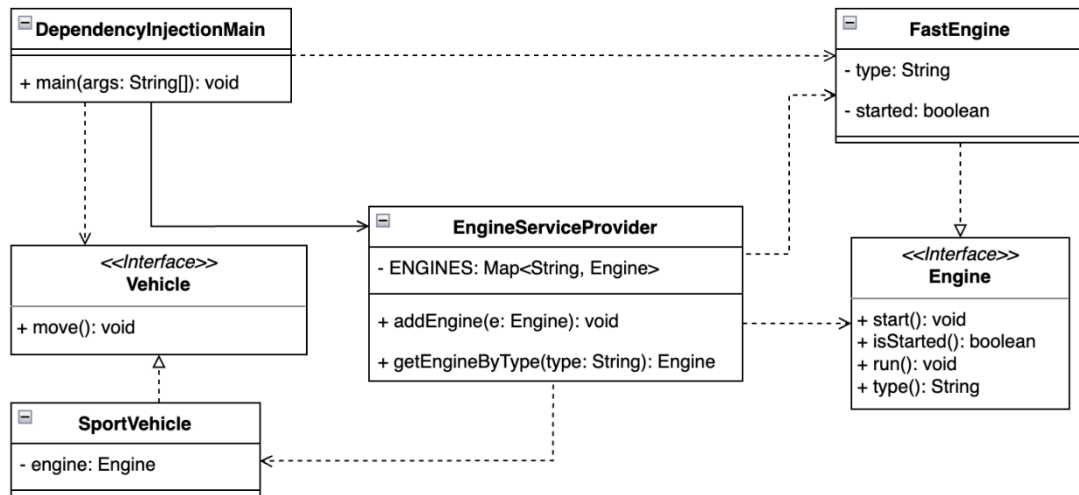 DependencyInjectionMain
+ main(args: String[]): void
FastEngine
- type: String
- started: boolean
<<Interface>>
Vehicle
+ move(): void
EngineServiceProvider
- ENGINES: Map<String, Engine>
+ addEngine(e: Engine): void
+ getEngineByType(type: String): Engine
<<Interface>>
Engine
+ start(): void
+ isStarted(): boolean
+ run(): void
+ type(): String
SportVehicle
- engine: Engine